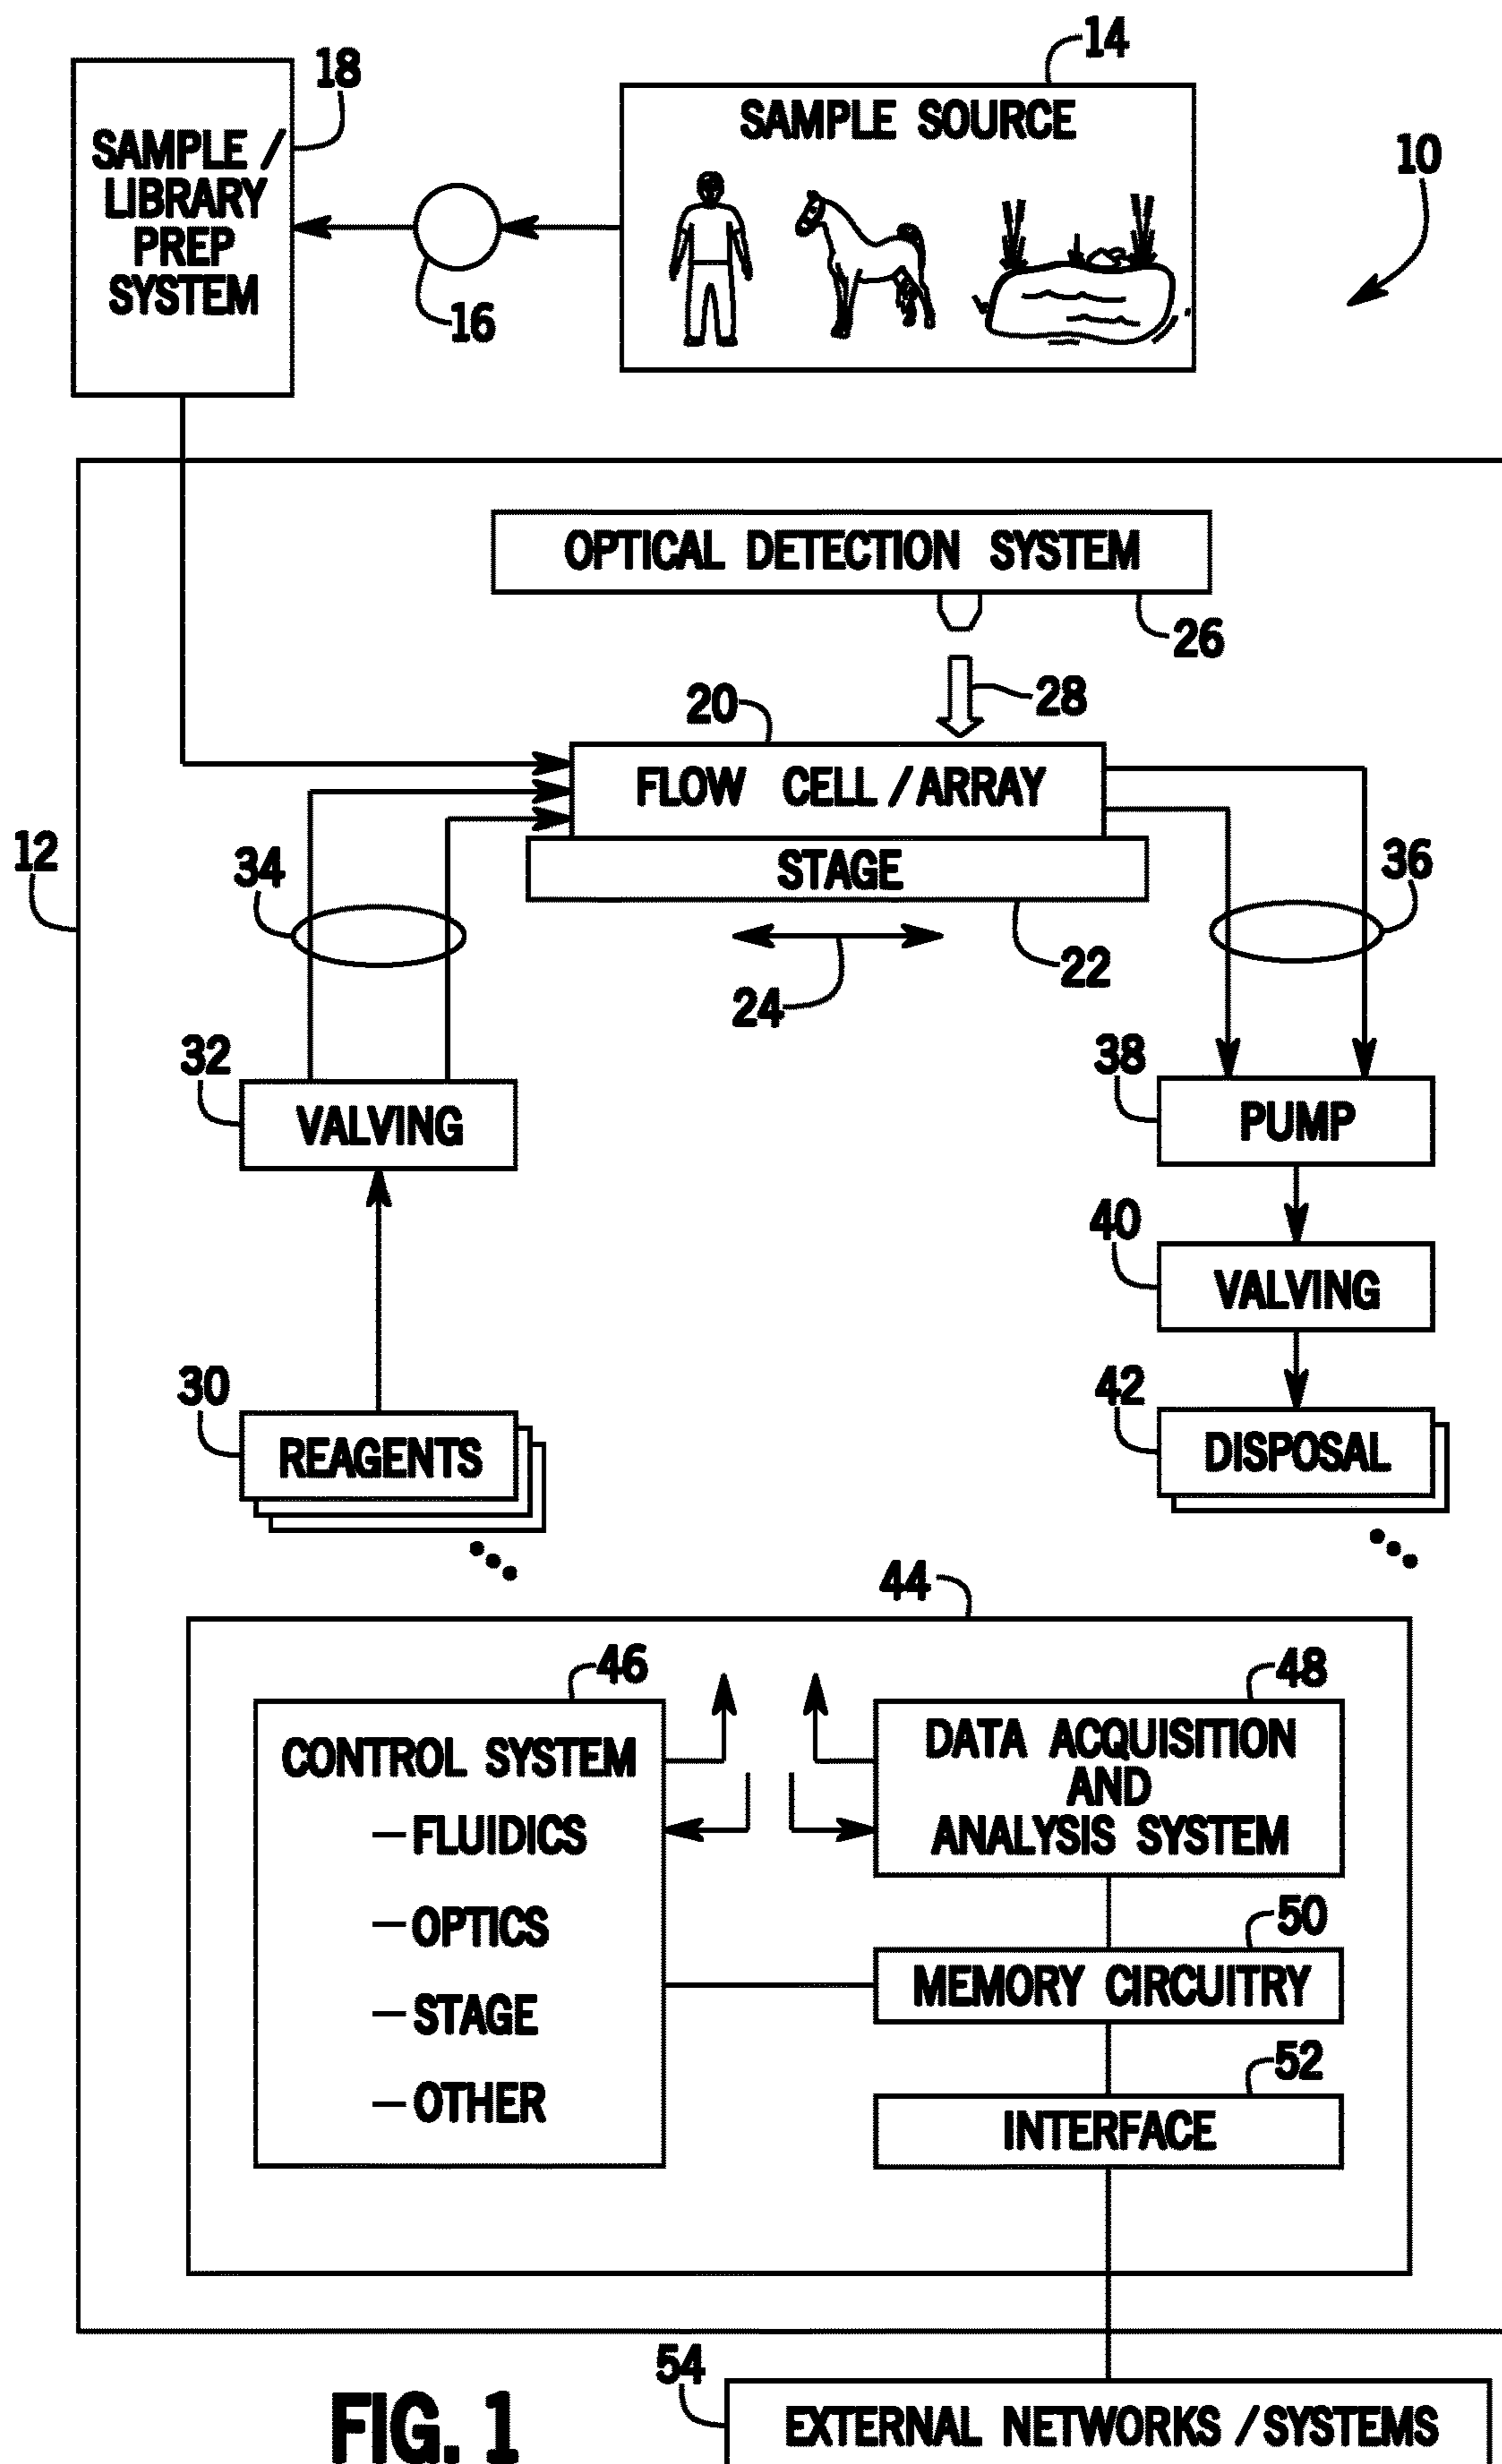 14
18
SAMPLE SOURCE
10
SAMPLE /
LIBRARY
PREP
SYSTEM
16
OPTICAL DETECTION SYSTEM
26
28
20
FLOW CELL /ARRAY
12
34
STAGE
36
22
24
32
38
VALVING
PUMP
40
VALVING
30
42
REAGENTS
DISPOSAL
44
46
48
CONTROL SYSTEM
— FLUIDICS
— OPTICS
— STAGE
— OTHER
DATA ACQUISITION
AND
ANALYSIS SYSTEM
50
MEMORY CIRCUITRY
52
INTERFACE
54
FIG. 1
EXTERNAL NETWORKS /SYSTEMS